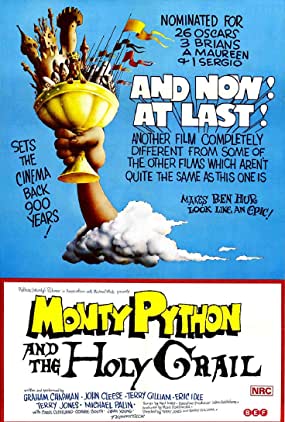 NOMINATED FOR
26 OSCARS
3 BRIANS
A MAUREEN
& 1 SERGIO
AND NOW!
AT LAST!
ANOTHER FILM COMPLETELY
DIFFERENT FROM SOME OF
THE OTHER FILMS WHICH AREN'T
QUITE THE SAME AS THIS ONE IS
SETS
THE
CINEMA
BACK
900
YEARS!
MAKES BEN HUR
LOOK LIKE AN EPIC!
MONTY PYTHON
AND THE HOLY GRAIL
GRAHAM CHAPMAN · JOHN CLEESE · TERRY GILLIAM · ERIC IDLE
TERRY JONES · MICHAEL PALIN
NRC
BEF